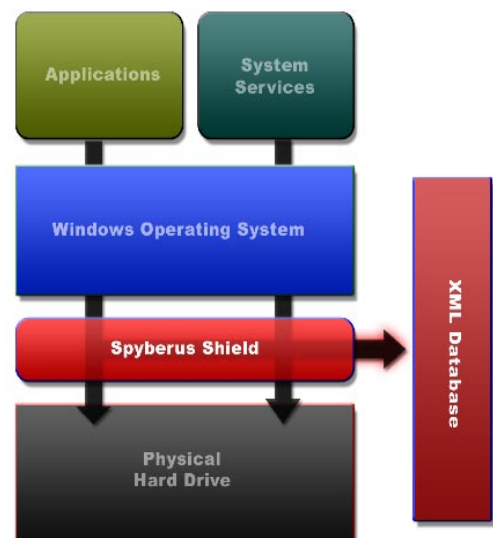 Applications
System
Services
Windows Operating System
Spyberus Shield
XML Database
Physical
Hard Drive